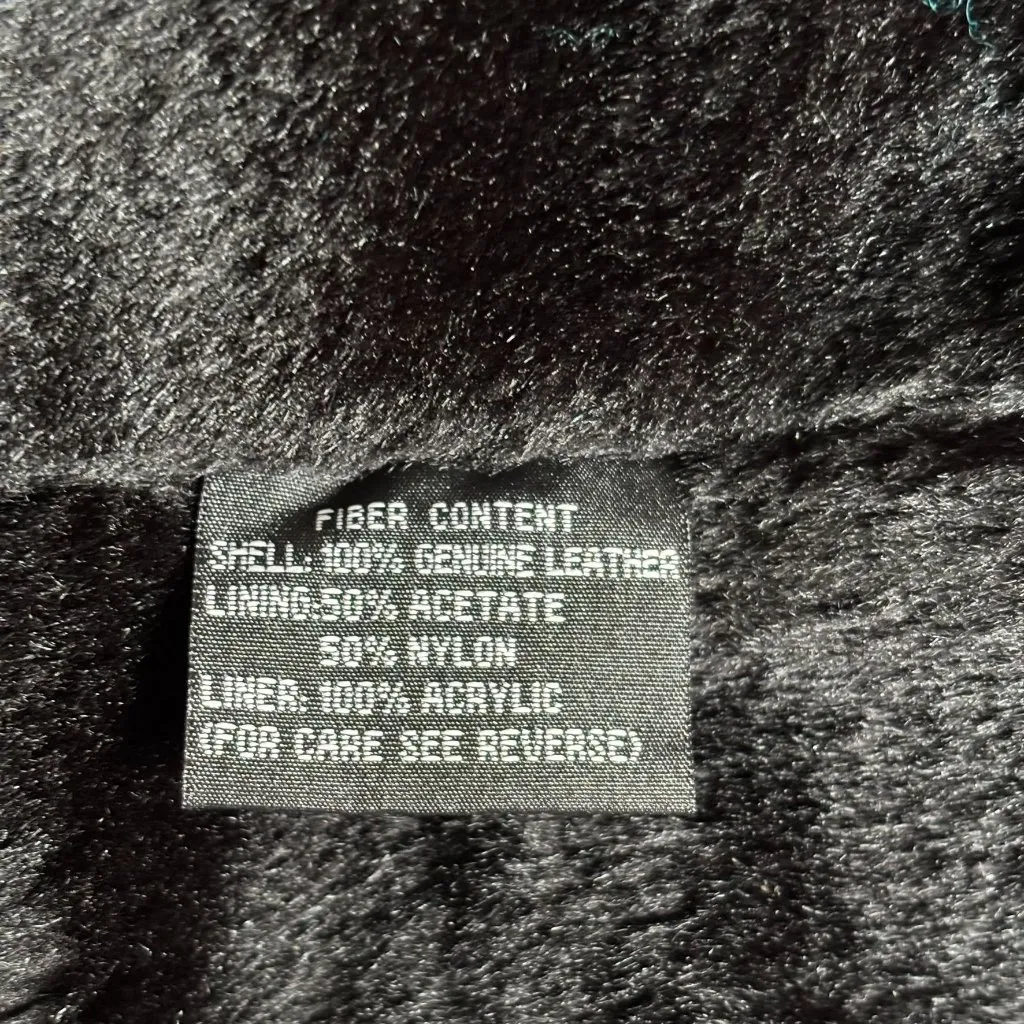 FIBER CONTENT
SHELL: 100% GENUINE LEATHER
LINING:50% ACETATE
50% NYLON
LINER: 100% ACRYLIC
(FOR CARE SEE REVERSE)